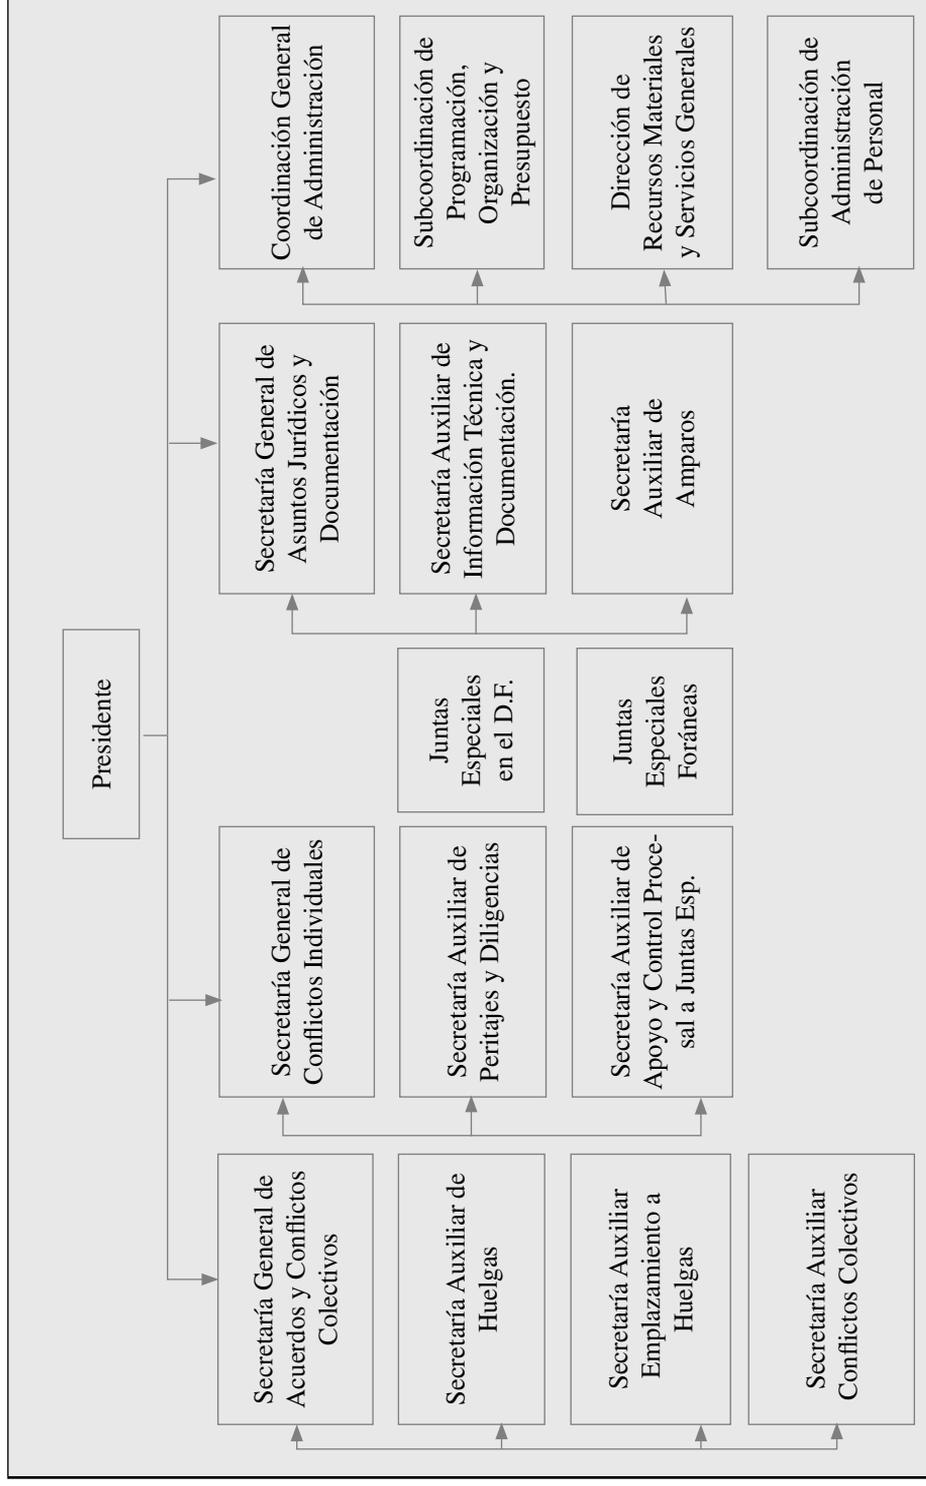 Presidente
Secretaría General de
Acuerdos y Conflictos
Colectivos
Secretaría Auxiliar de
Huelgas
Secretaría Auxiliar
Emplazamiento a
Huelgas
Secretaría Auxiliar
Conflictos Colectivos
Secretaría General de
Conflictos Individuales
Secretaría Auxiliar de
Peritajes y Diligencias
Secretaría Auxiliar de
Apoyo y Control Proce-
sal a Juntas Esp.
Juntas
Especiales
en el D.F.
Juntas
Especiales
Foráneas
Secretaría General de
Asuntos Jurídicos y
Documentación
Secretaría Auxiliar de
Información Técnica y
Documentación.
Secretaría
Auxiliar de
Amparos
Coordinación General
de Administración
Subcoordinación de
Programación,
Organización y
Presupuesto
Dirección de
Recursos Materiales
y Servicios Generales
Subcoordinación de
Administración
de Personal